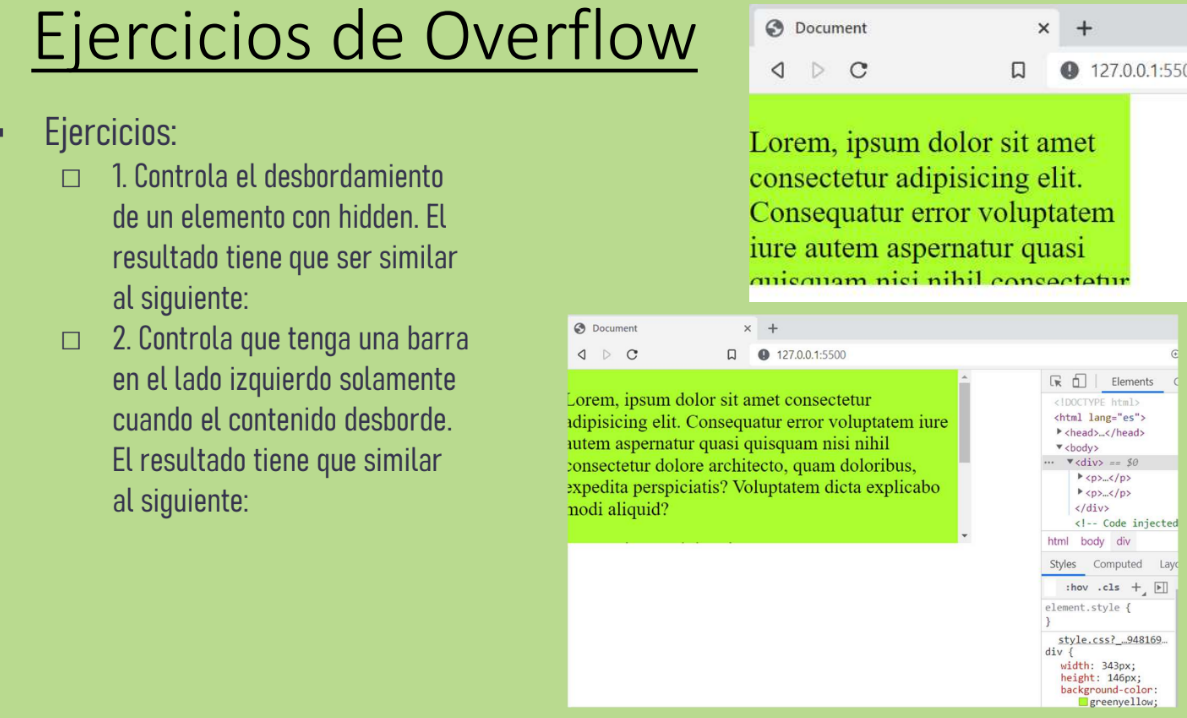 Ejercicios de Overflow
Ejercicios:
1. Controla el desbordamiento
de un elemento con hidden. El
resultado tiene que ser similar
al siguiente:
2. Controla que tenga una barra
en el lado izquierdo solamente
cuando el contenido desborde.
El resultado tiene que similar
al siguiente:
Document
127.0.0.1:550
Lorem, ipsum dolor sit amet
consectetur adipisicing elit.
Consequatur error voluptatem
iure autem aspernatur quasi
quisquam nisi nihil consectetur
Document
127.0.0.1:5500
Lorem, ipsum dolor sit amet consectetur
adipisicing elit. Consequatur error voluptatem iure
autem aspernatur quasi quisquam nisi nihil
consectetur dolore architecto, quam doloribus,
expedita perspiciatis? Voluptatem dicta explicabo
modi aliquid?
Elements
<!DOCTYPE html>
<html lang="es">
<head>…</head>
<body>
<div> == $0
<p>…</p>
<p>…</p>
</div>
<!-- Code injected
html body div
Styles Computed Layo
:hov .cls +
element.style {
}
style.css?_…948169…
div {
width: 343px;
height: 146px;
background-color:
greenyellow;